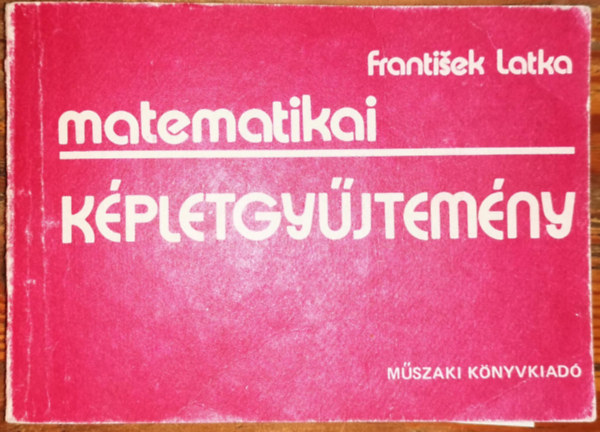 František Latka
matematikai
KÉPLETGYŰJTEMÉNY
MŰSZAKI KÖNYVKIADÓ